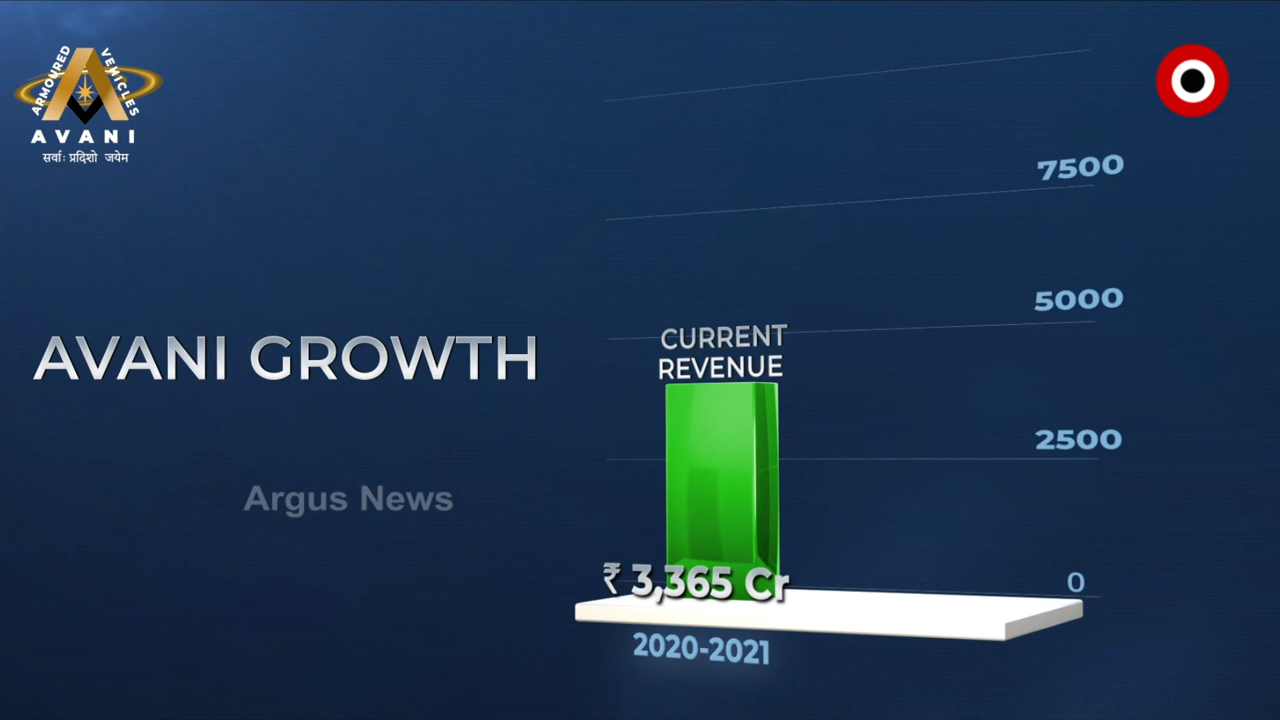 ARMOURED VEHICLES
AVANI
सर्वाः प्रदिशो जयेम
7500
5000
CURRENT
REVENUE
AVANI GROWTH
2500
Argus News
₹ 3,365 Cr
0
2020-2021